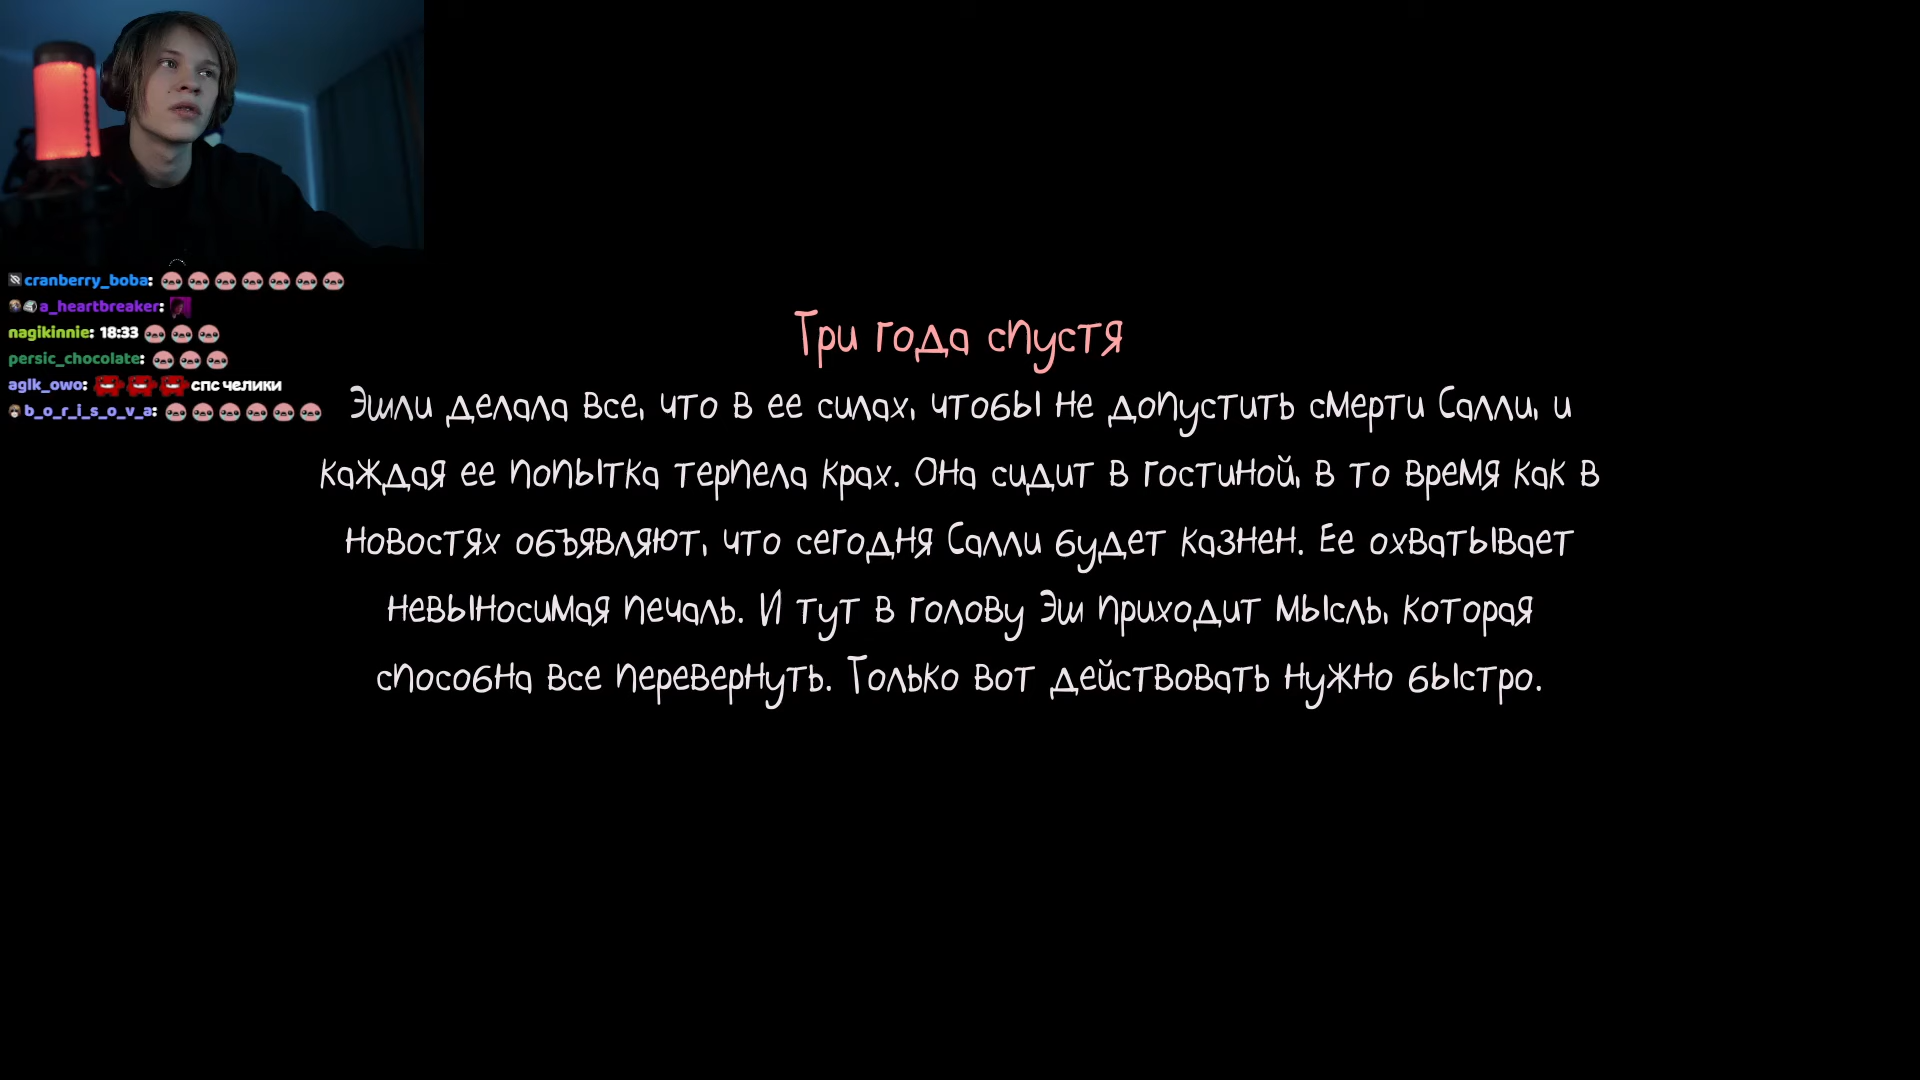 cranberry_boba:
a_heartbreaker:
nagikinnie: 18:33
persic_chocolate:
aglk_owo: спс челики
b_o_r_i_s_o_v_a:
Три года спустя
Эшли делала все, что в ее силах, чтобы не допустить смерти Салли, и
каждая ее попытка терпела крах. Она сидит в гостиной, в то время как в
новостях объявляют, что сегодня Салли будет казнен. Ее охватывает
невыносимая печаль. И тут в голову Эш приходит мысль, которая
способна все перевернуть. Только вот действовать нужно быстро.